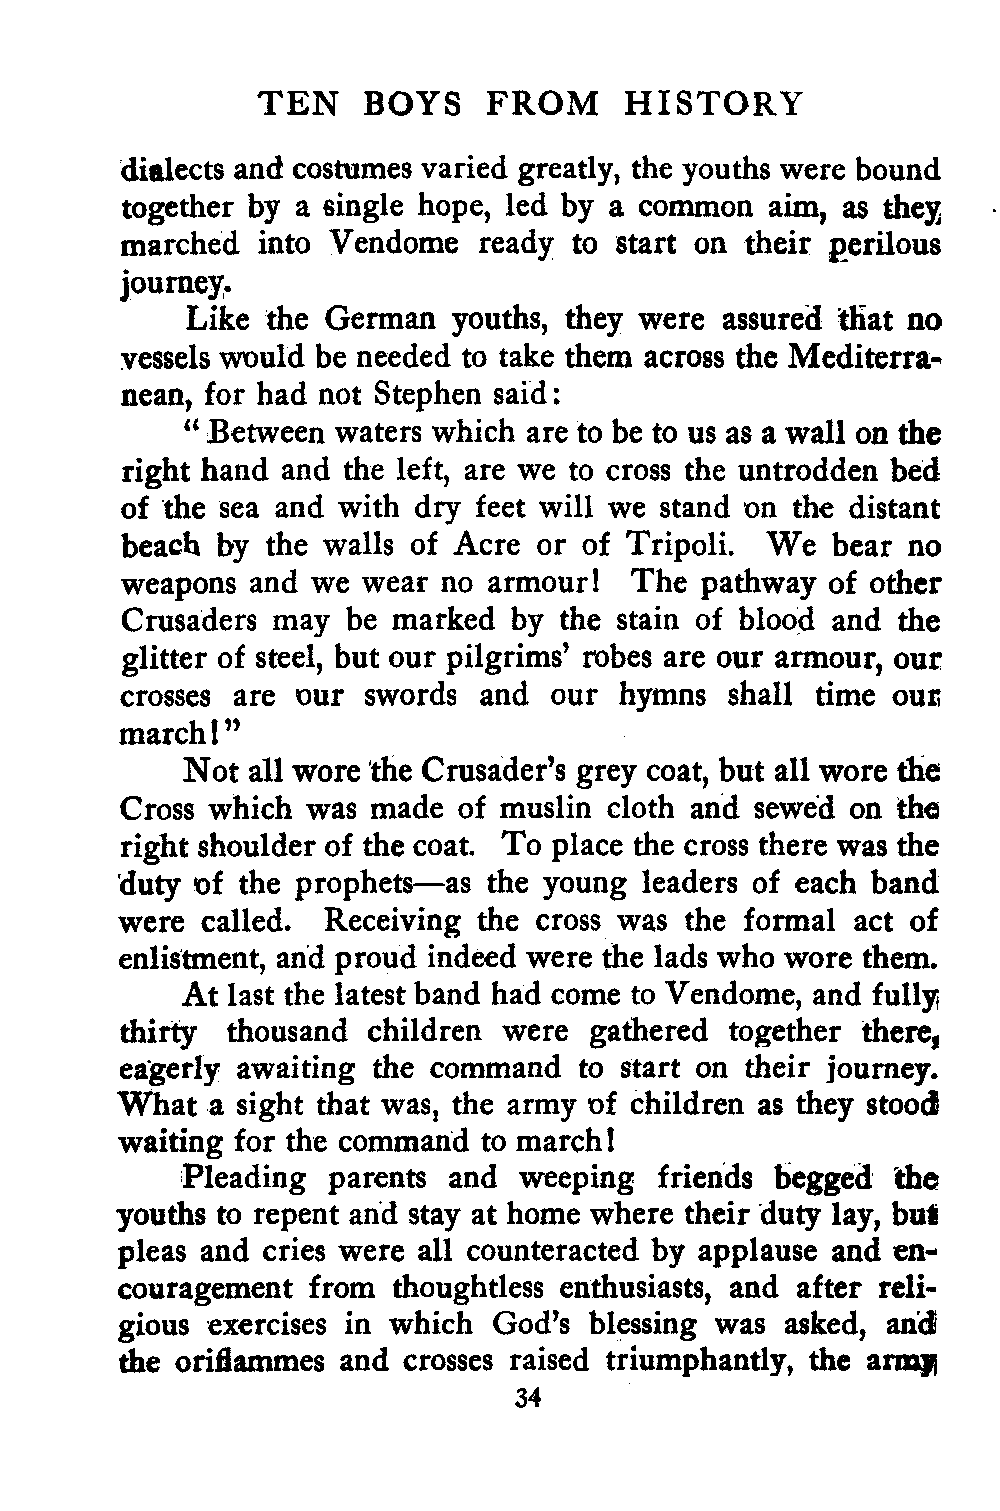 TEN BOYS FROM HISTORY
dialects and costumes varied greatly, the youths were bound
together by a single hope, led by a common aim, as they
marched into Vendome ready to start on their perilous
journey.
Like the German youths, they were assured that no
vessels would be needed to take them across the Mediterra-
nean, for had not Stephen said:
“ Between waters which are to be to us as a wall on the
right hand and the left, are we to cross the untrodden bed
of the sea and with dry feet will we stand on the distant
beach by the walls of Acre or of Tripoli. We bear no
weapons and we wear no armour! The pathway of other
Crusaders may be marked by the stain of blood and the
glitter of steel, but our pilgrims’ robes are our armour, our
crosses are our swords and our hymns shall time our
march!”
Not all wore the Crusader’s grey coat, but all wore the
Cross which was made of muslin cloth and sewed on the
right shoulder of the coat. To place the cross there was the
duty of the prophets—as the young leaders of each band
were called. Receiving the cross was the formal act of
enlistment, and proud indeed were the lads who wore them.
At last the latest band had come to Vendome, and fully
thirty thousand children were gathered together there,
eagerly awaiting the command to start on their journey.
What a sight that was, the army of children as they stood
waiting for the command to march!
Pleading parents and weeping friends begged the
youths to repent and stay at home where their duty lay, but
pleas and cries were all counteracted by applause and en-
couragement from thoughtless enthusiasts, and after reli-
gious exercises in which God’s blessing was asked, and
the oriflammes and crosses raised triumphantly, the army
34